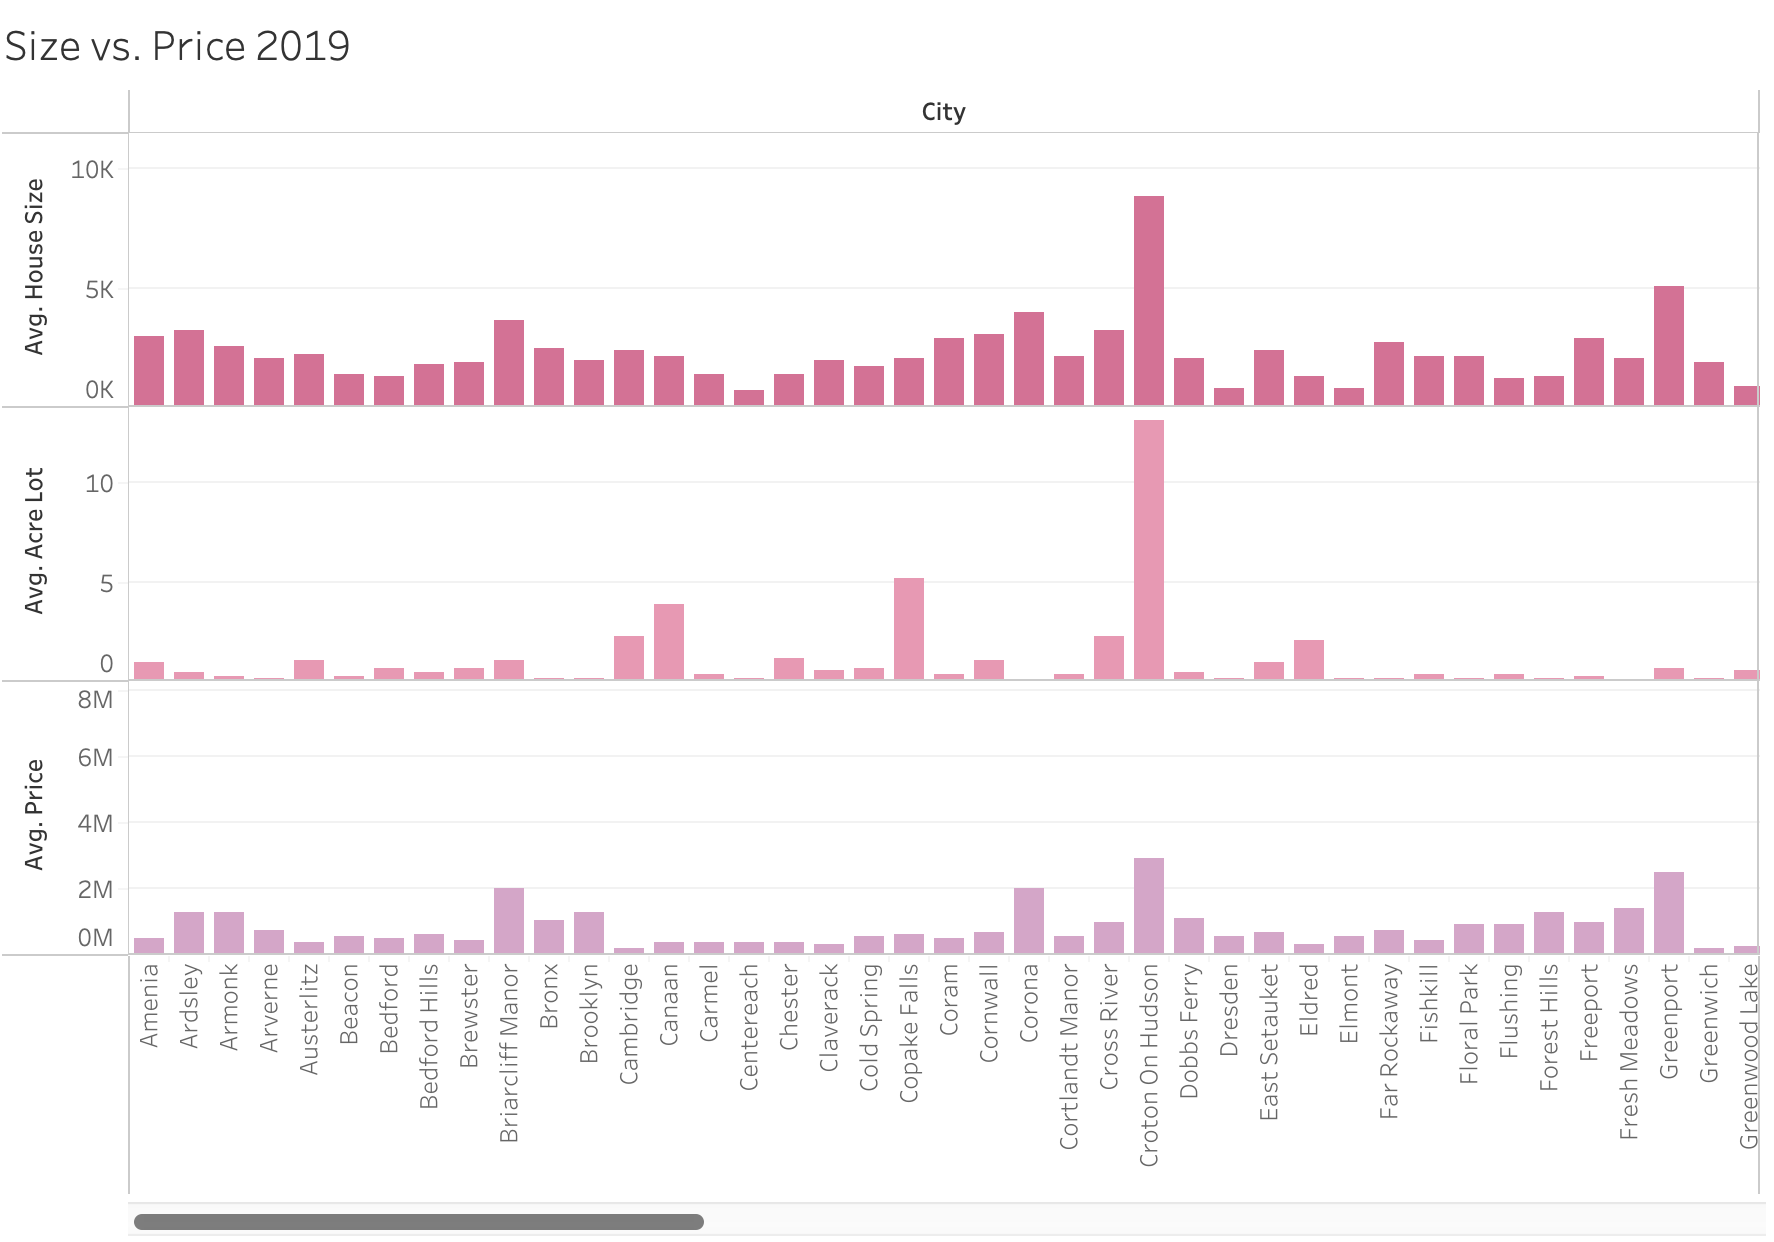 Size vs. Price 2019
City
Avg. House Size
10K
5K
0K
Avg. Acre Lot
10
5
0
Avg. Price
8M
6M
4M
2M
0M
Amenia
Ardsley
Armonk
Arverne
Austerlitz
Beacon
Bedford
Bedford Hills
Brewster
Briarcliff Manor
Bronx
Brooklyn
Cambridge
Canaan
Carmel
Centereach
Chester
Claverack
Cold Spring
Copake Falls
Coram
Cornwall
Corona
Cortlandt Manor
Cross River
Croton On Hudson
Dobbs Ferry
Dresden
East Setauket
Eldred
Elmont
Far Rockaway
Fishkill
Floral Park
Flushing
Forest Hills
Freeport
Fresh Meadows
Greenport
Greenwich
Greenwood Lake